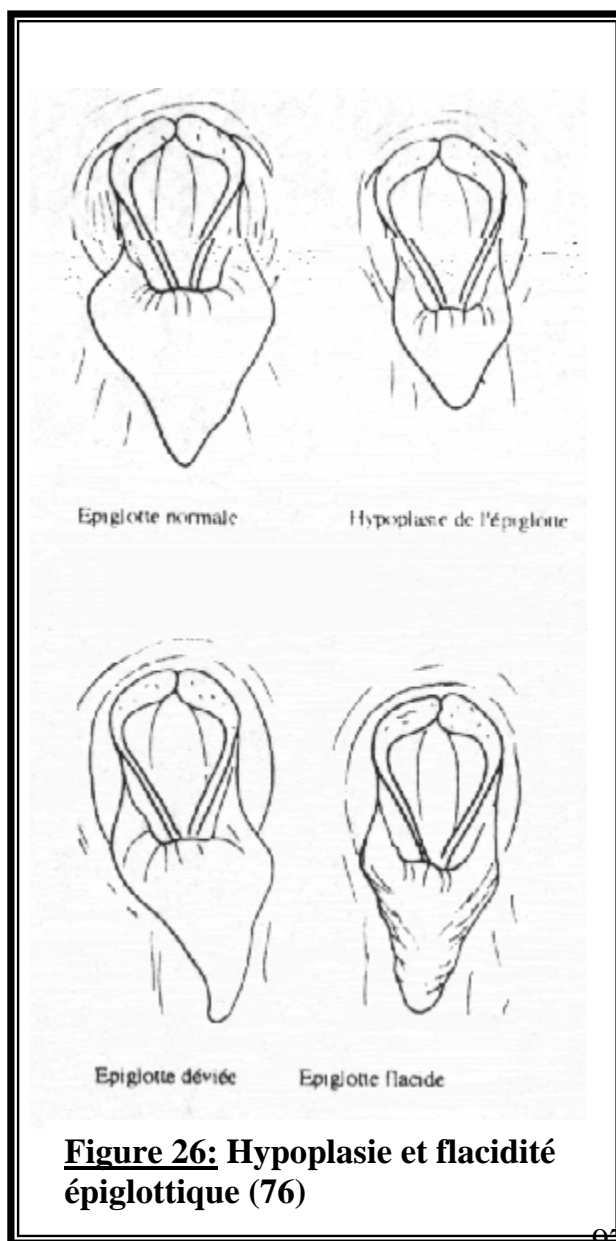 Epiglotte normale
Hypoplasie de l'épiglotte
Epiglotte déviée
Epiglotte flacide
Figure 26: Hypoplasie et flacidité
épiglottique (76)